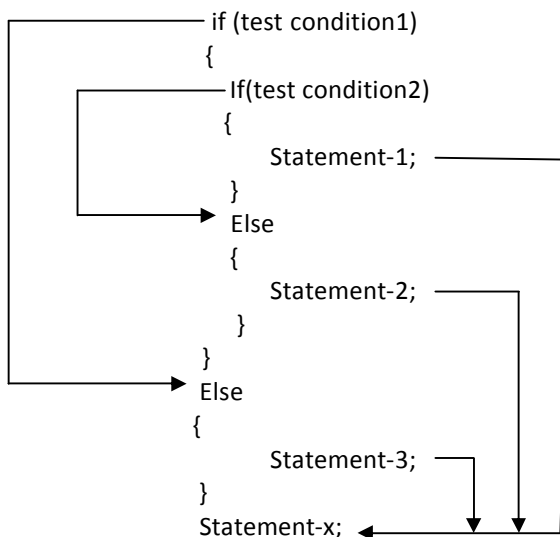 if (test condition1)
{
If(test condition2)
{
Statement-1;
}
Else
{
Statement-2;
}
}
Else
{
Statement-3;
}
Statement-x;